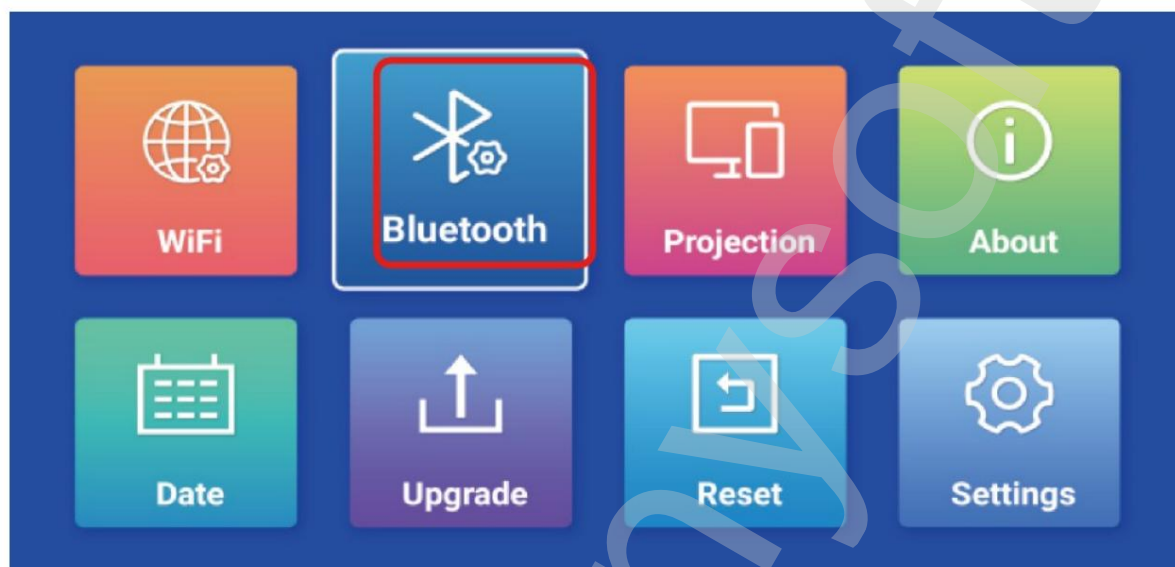 WiFi
Bluetooth
Projection
About
Date
Upgrade
Reset
Settings